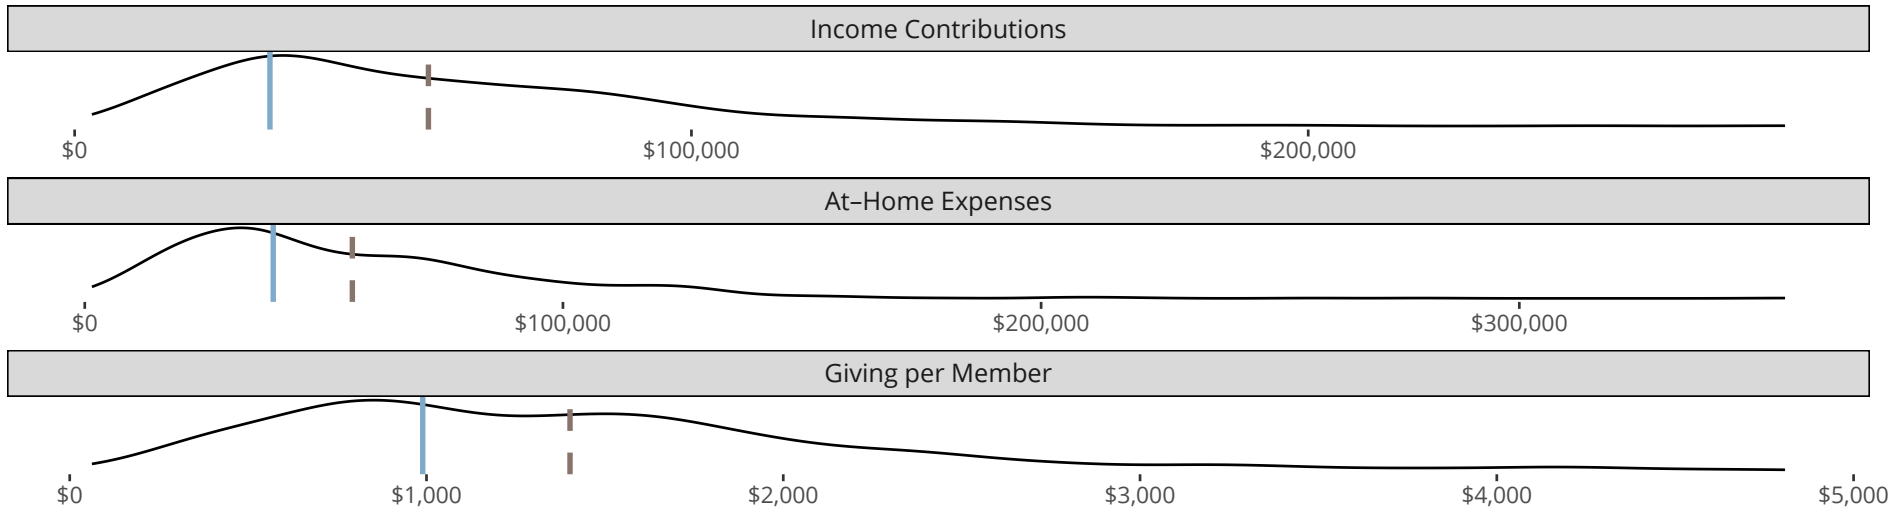 Income Contributions
$0 $100,000 $200,000
At–Home Expenses
$0 $100,000 $200,000 $300,000
Giving per Member
$0 $1,000 $2,000 $3,000 $4,000 $5,000